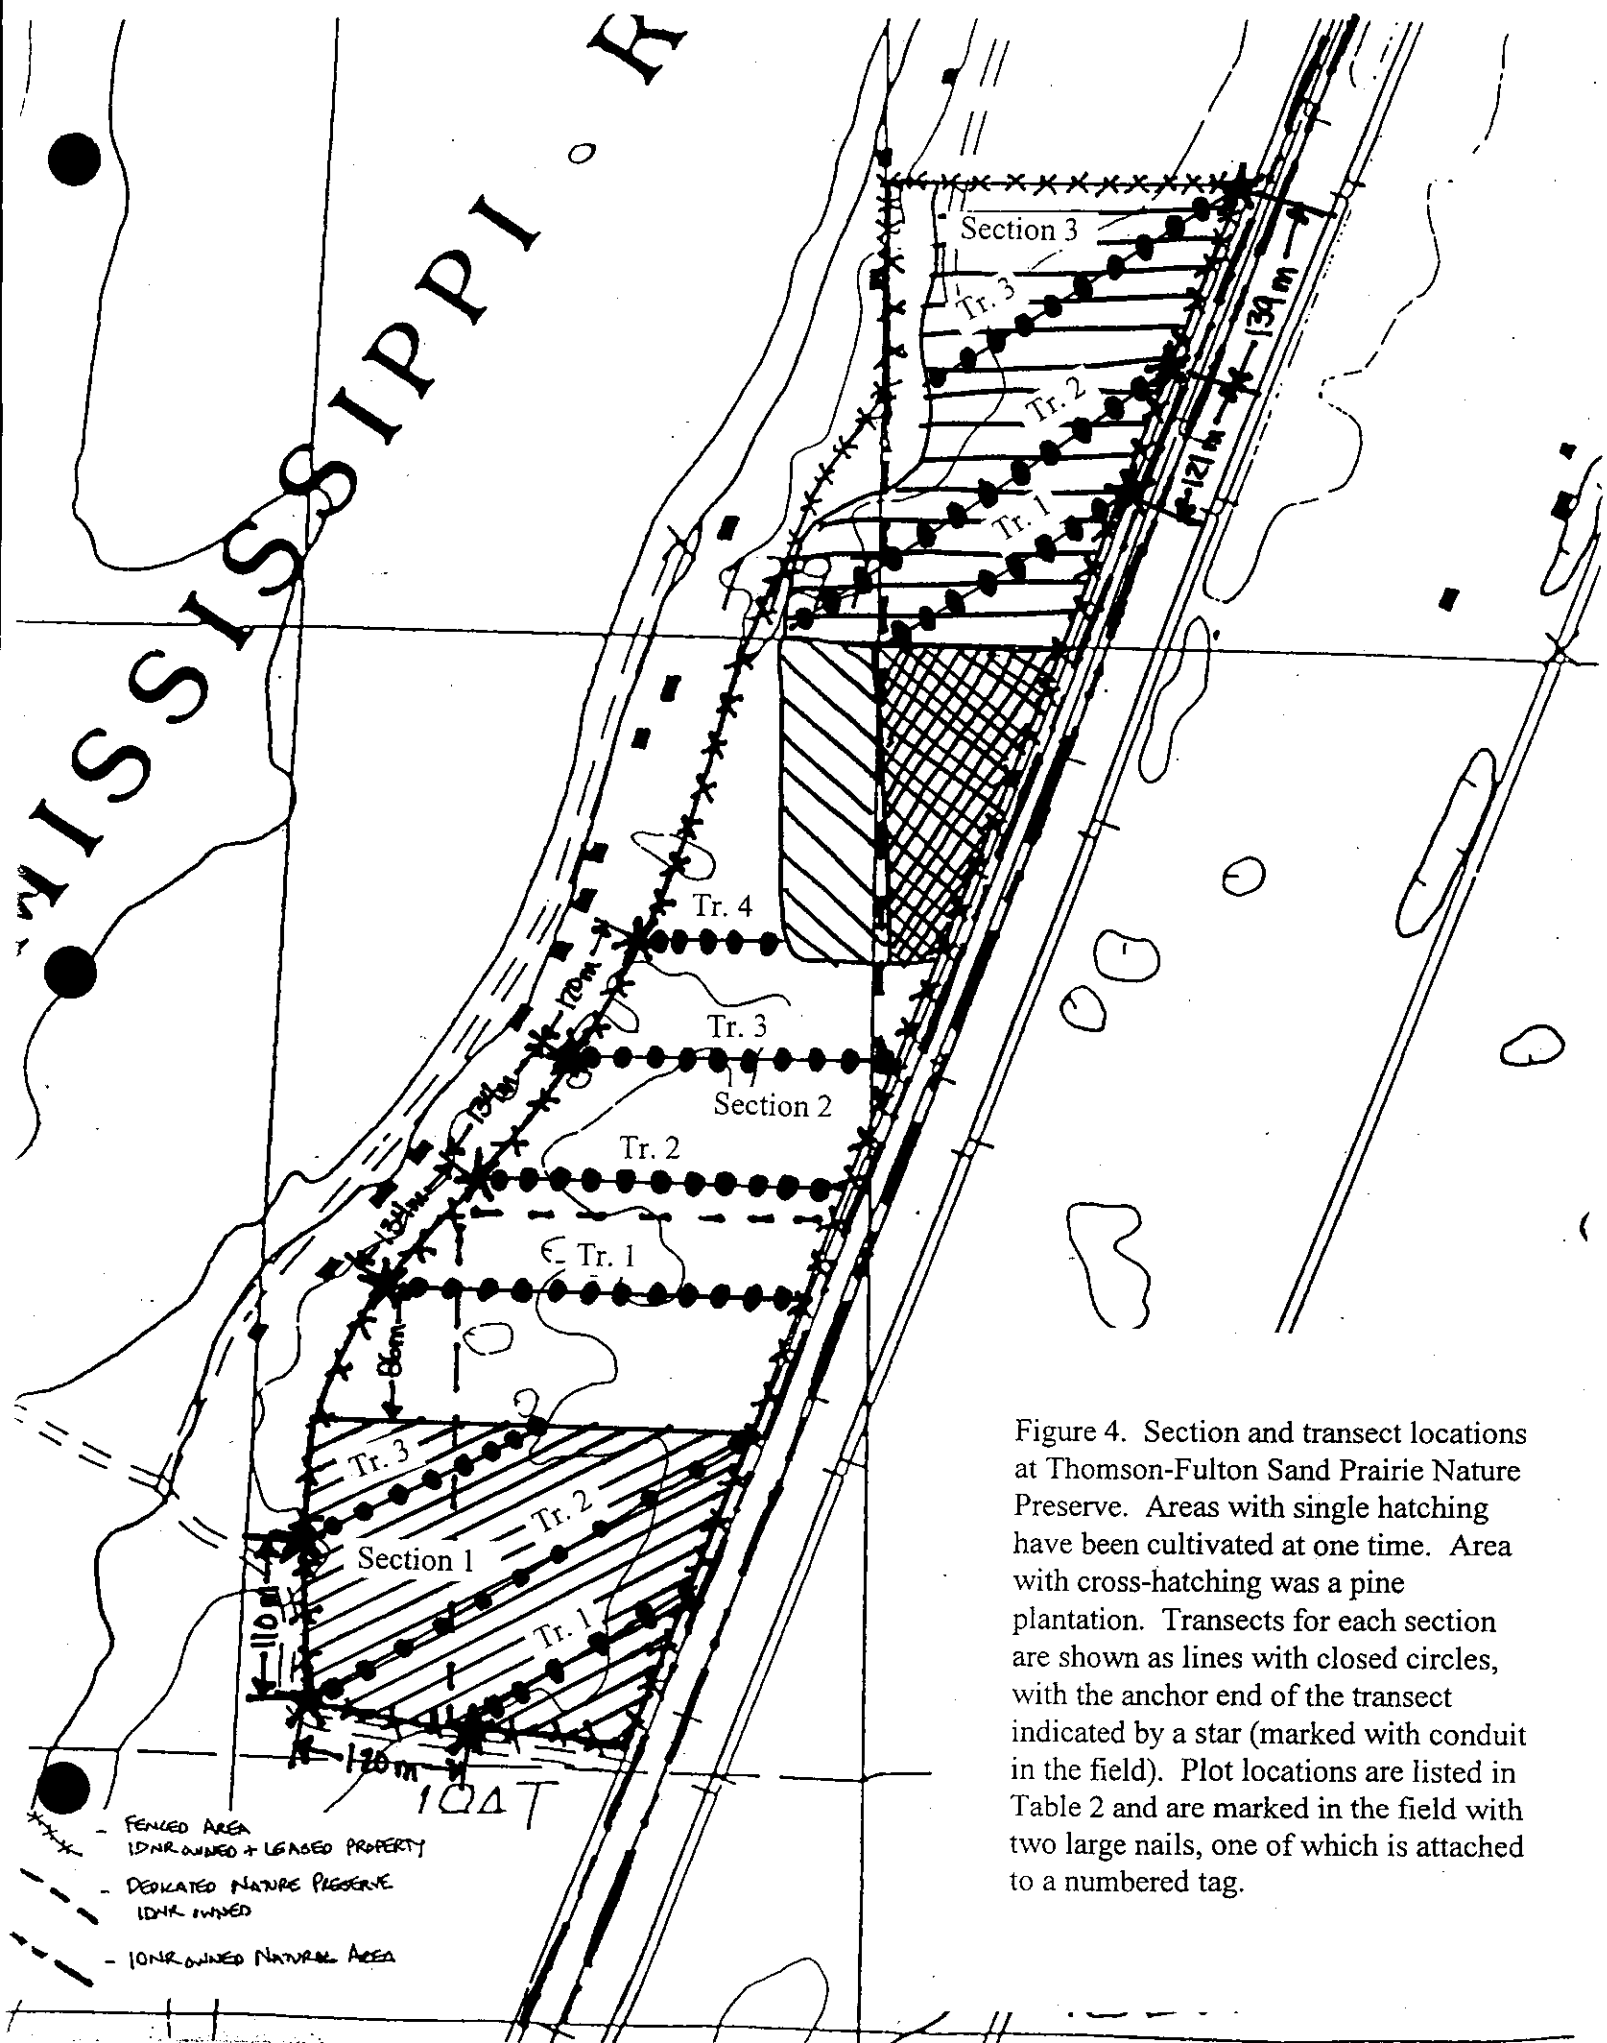 MISSISSIPPI R
Section 3
Tr. 3
139 m
Tr. 2
121 m
Tr. 1
Tr. 4
120m
Tr. 3
134m
Section 2
Tr. 2
134m
Tr. 1
86m
Tr. 3
Tr. 2
Section 1
110m
Tr. 1
120m
Figure 4. Section and transect locations
at Thomson-Fulton Sand Prairie Nature
Preserve. Areas with single hatching
have been cultivated at one time. Area
with cross-hatching was a pine
plantation. Transects for each section
are shown as lines with closed circles,
with the anchor end of the transect
indicated by a star (marked with conduit
in the field). Plot locations are listed in
Table 2 and are marked in the field with
two large nails, one of which is attached
to a numbered tag.
- FENCED AREA
IDNR OWNED + LEASED PROPERTY
- DEDICATED NATURE PRESERVE
IDNR OWNED
- IDNR OWNED NATURAL AREA